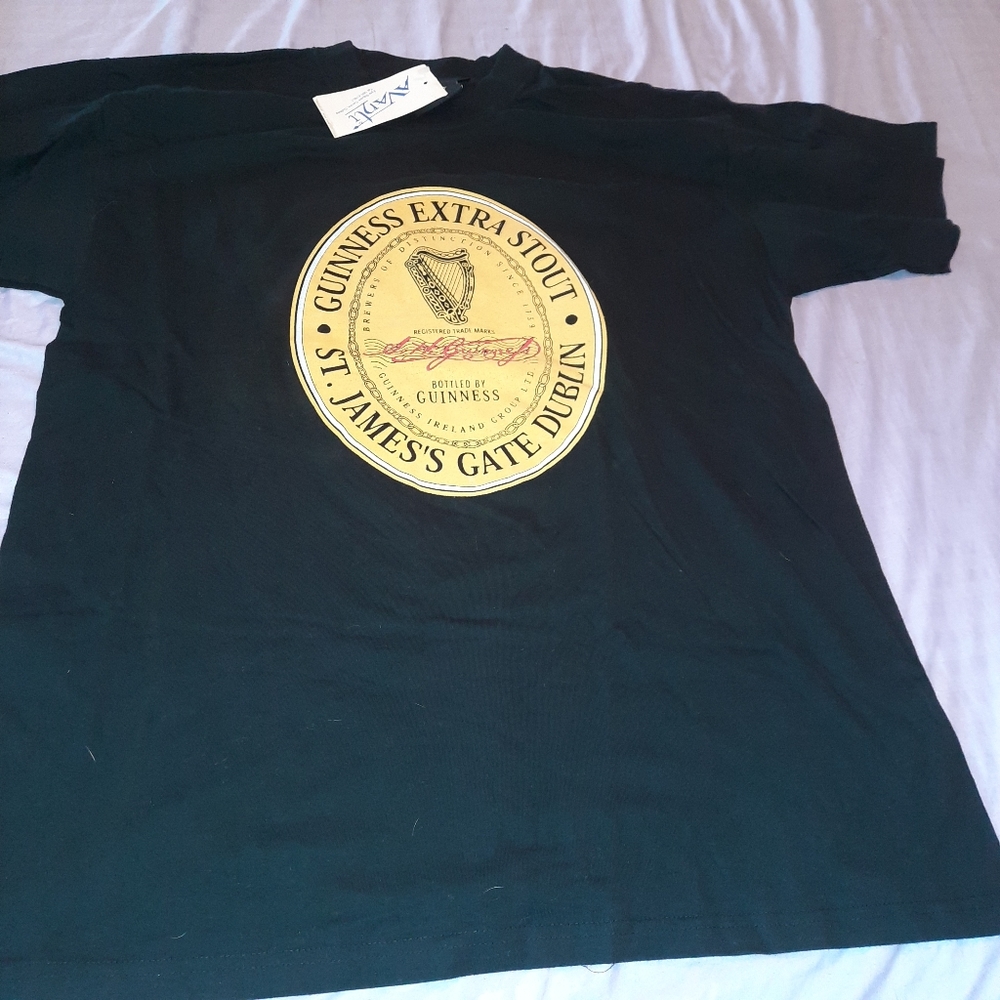 AVanti
GUINNESS EXTRA STOUT
BREWERS OF DISTINCTION SINCE 1759
REGISTERED TRADE MARKS
BOTTLED BY
GUINNESS
GUINNESS IRELAND GROUP LTD
• ST. JAMES'S GATE DUBLIN •